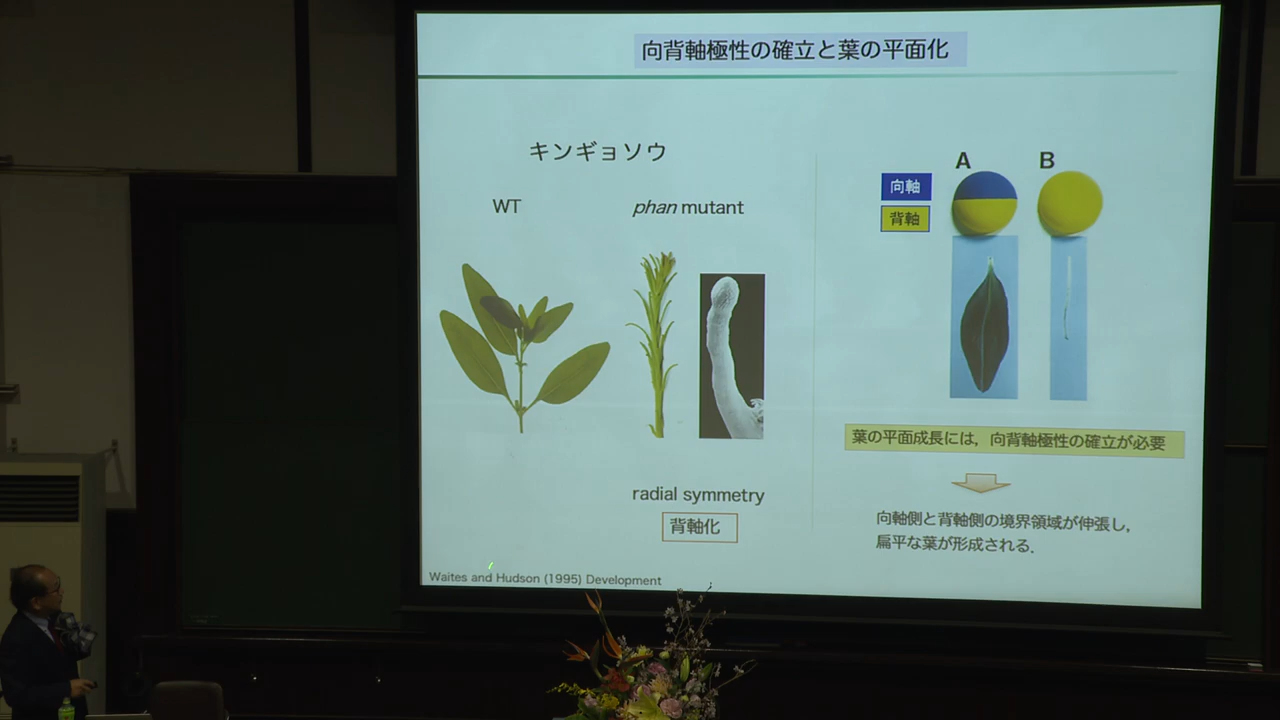 向背軸極性の確立と葉の平面化
キンギョソウ
WT
phan mutant
radial symmetry
背軸化
Waites and Hudson (1995) Development
A
B
向軸
背軸
葉の平面成長には，向背軸極性の確立が必要
向軸側と背軸側の境界領域が伸張し，
扁平な葉が形成される．